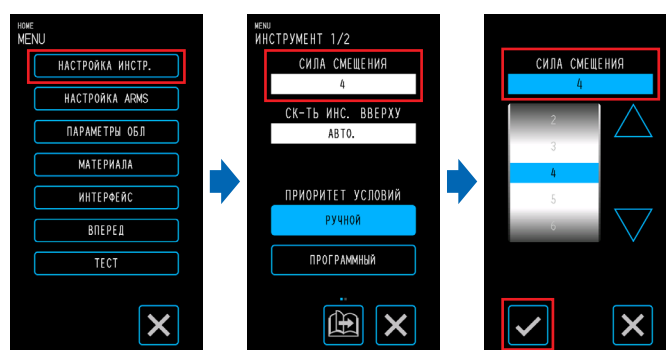 HOME
MENU
НАСТРОЙКА ИНСТР.
НАСТРОЙКА ARMS
ПАРАМЕТРЫ ОБЛ
МАТЕРИАЛА
ИНТЕРФЕЙС
ВПЕРЕД
ТЕСТ
MENU
ИНСТРУМЕНТ 1/2
СИЛА СМЕЩЕНИЯ
4
СК-ТЬ ИНС. ВВЕРХУ
АВТО.
ПРИОРИТЕТ УСЛОВИЙ
РУЧНОЙ
ПРОГРАММНЫЙ
СИЛА СМЕЩЕНИЯ
4
2
3
4
5
6